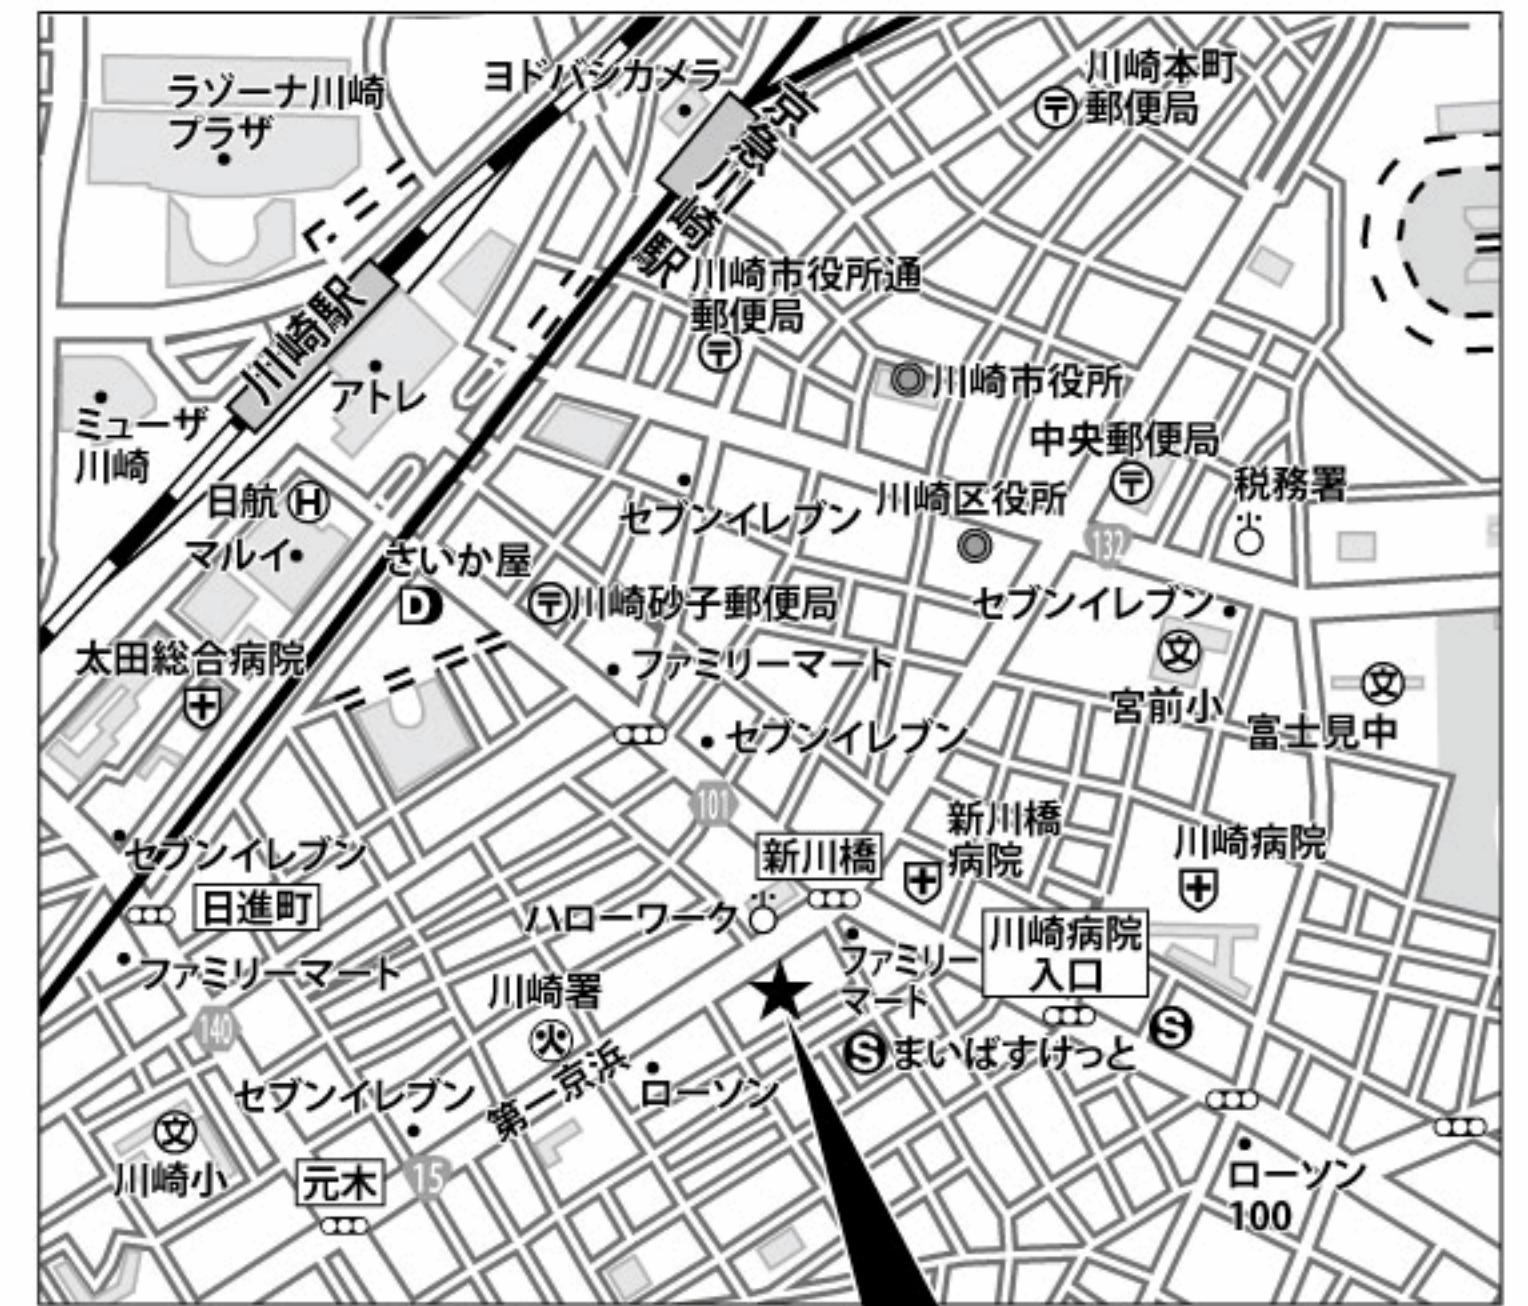 ラゾーナ川崎
プラザ
ヨドバシカメラ
京急川崎駅
川崎本町
〒郵便局
川崎駅
アトレ
ミューザ
川崎
川崎市役所通
郵便局
〒
川崎市役所
中央郵便局
〒
税務署
日航 H
マルイ
セブンイレブン
川崎区役所
132
さいか屋
D
〒川崎砂子郵便局
セブンイレブン
文
宮前小
文
富士見中
太田総合病院
ファミリーマート
セブンイレブン
101
新川橋
新川橋
病院
川崎病院
セブンイレブン
日進町
ハローワーク
ファミリー
マート
川崎病院
入口
ファミリーマート
140
川崎署
火
第一京浜
ローソン
Sまいばすけっと
S
セブンイレブン
文
川崎小
元木
15
ローソン
100